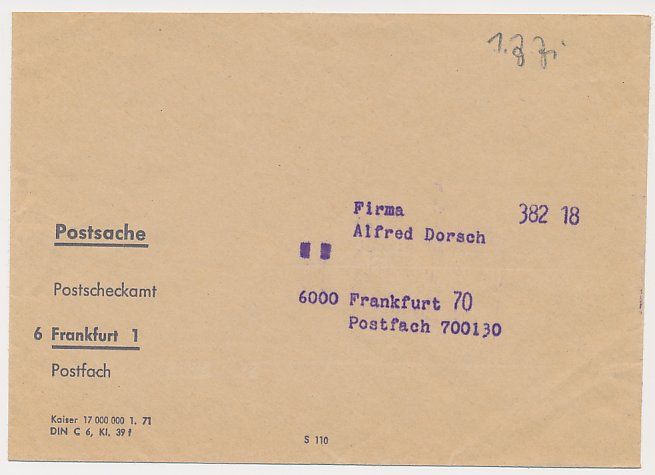 Firma 382 18
Alfred Dorsch
6000 Frankfurt 70
Postfach 700130
Postsache
Postscheckamt
6 Frankfurt 1
Postfach
Kaiser 17 000 000 1. 71
DIN C 6, Kl. 39f
S 110